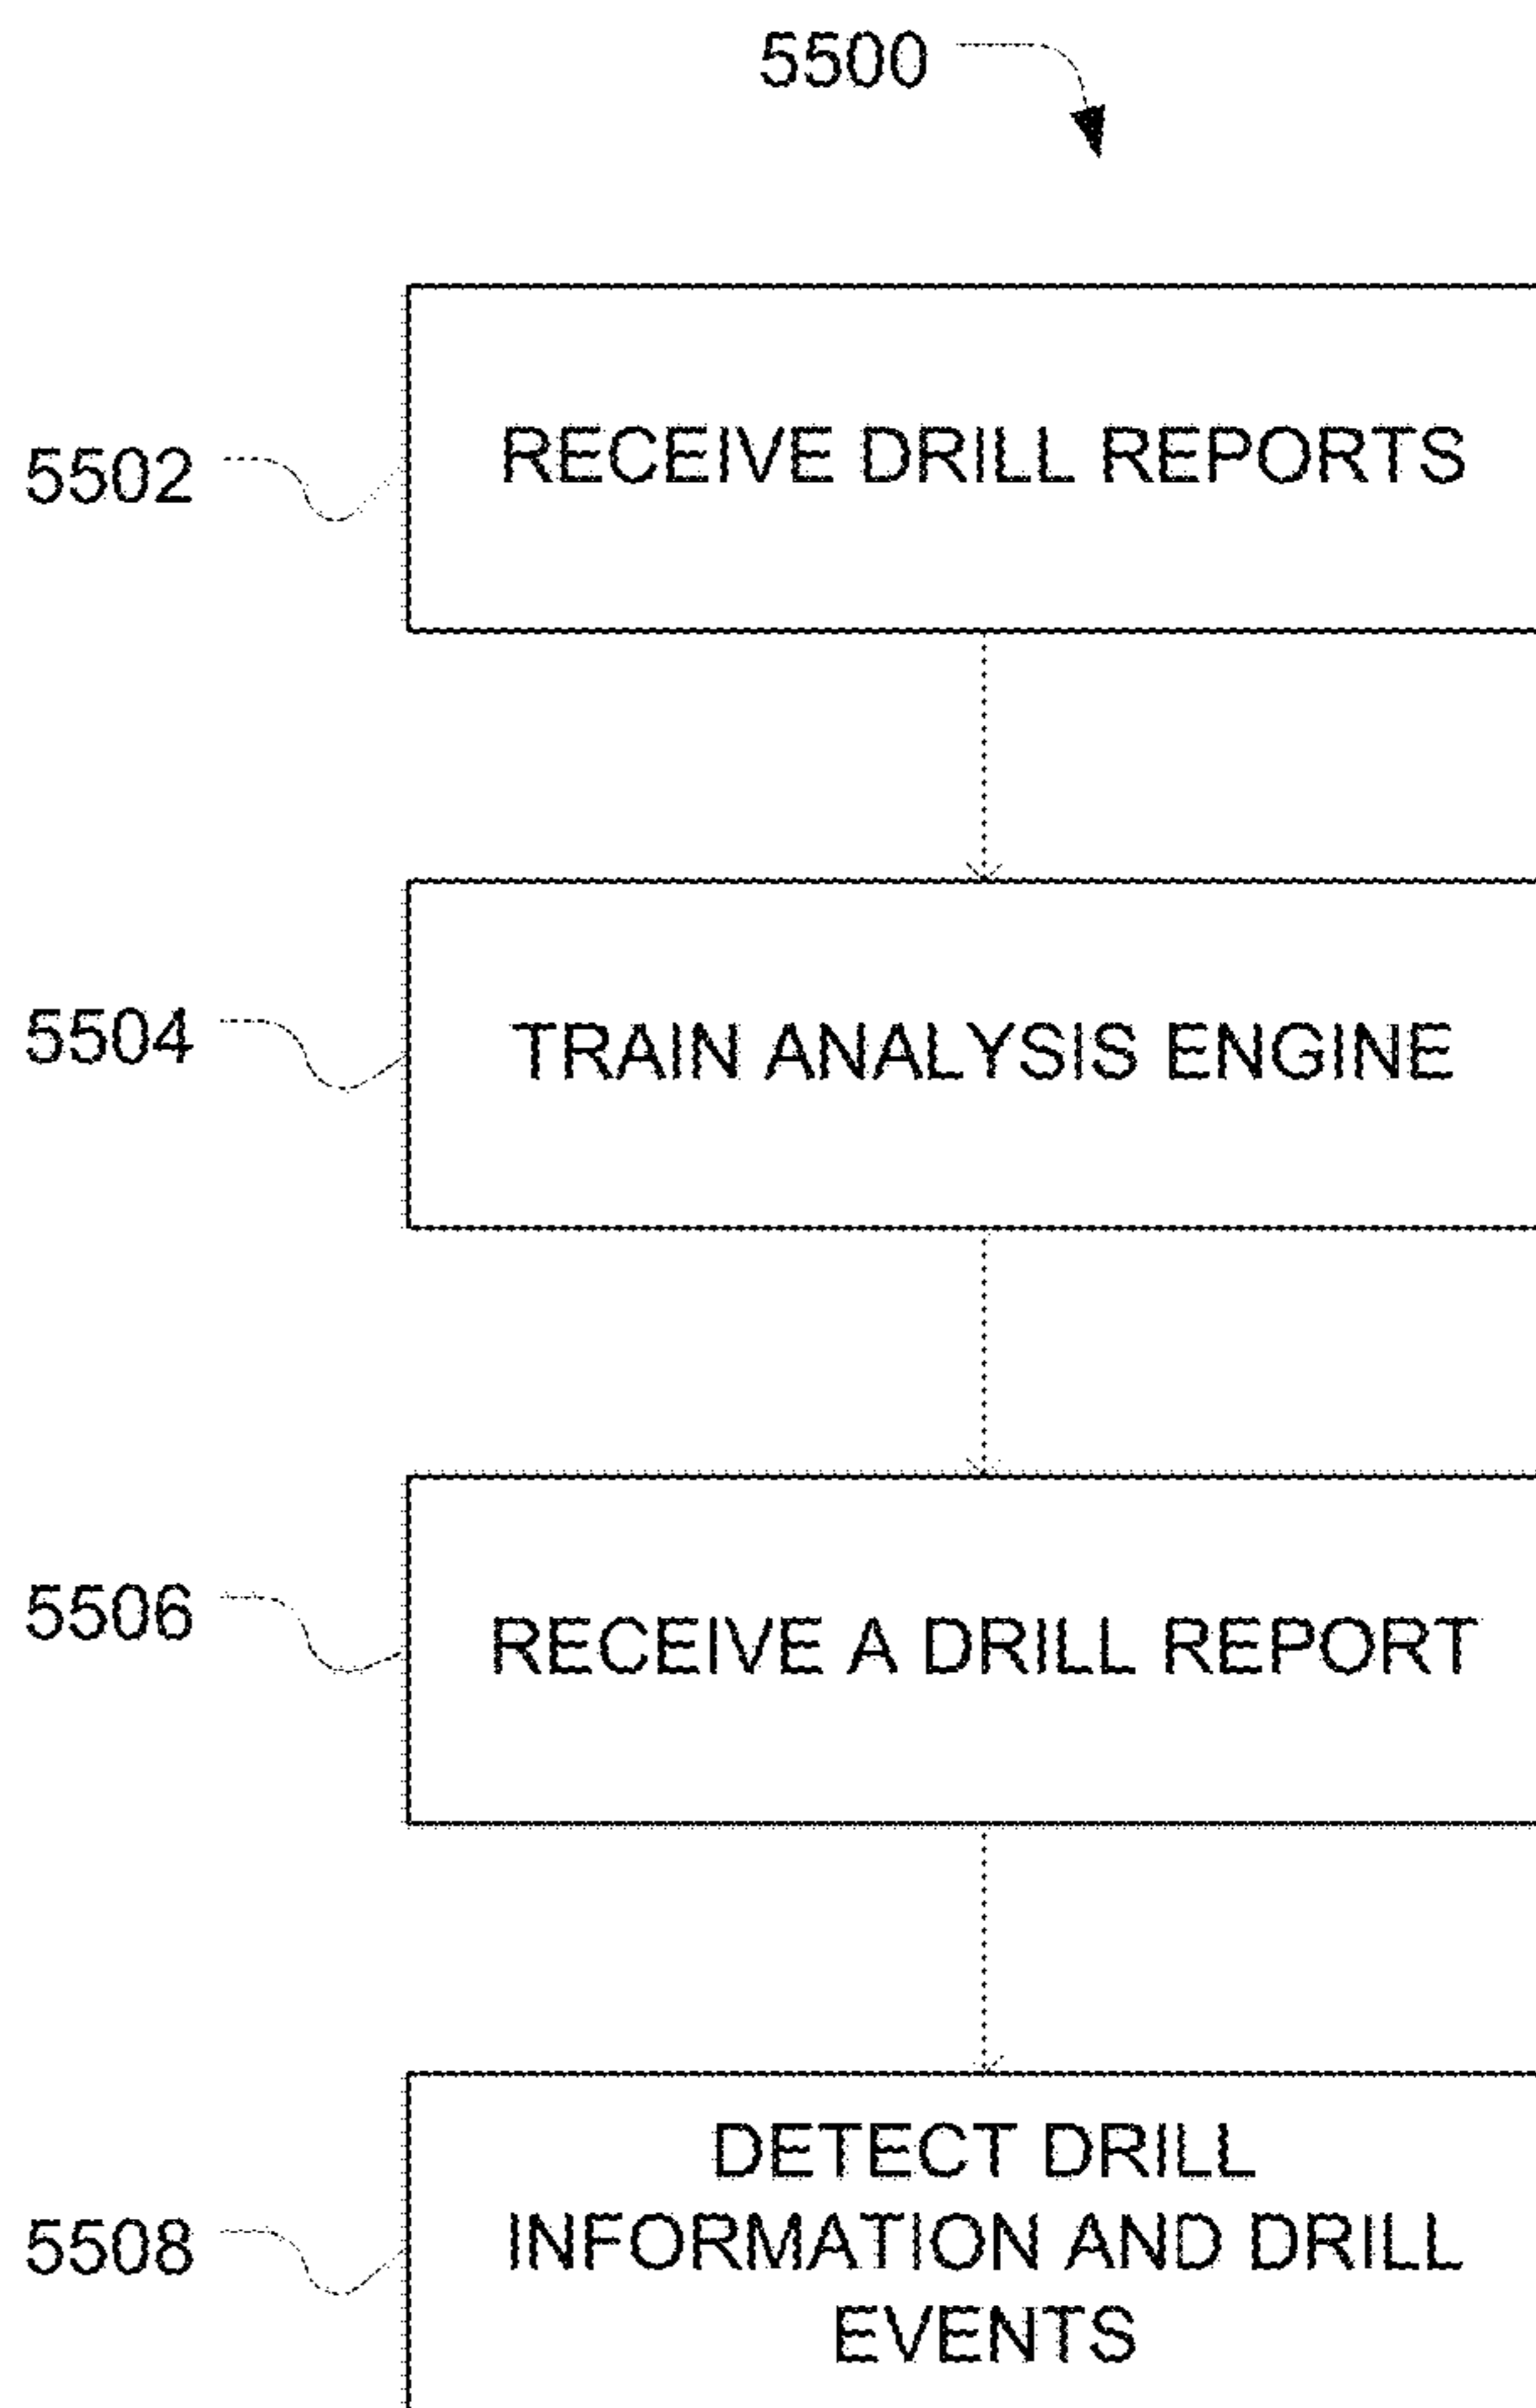 5500
5502
RECEIVE DRILL REPORTS
5504
TRAIN ANALYSIS ENGINE
5506
RECEIVE A DRILL REPORT
5508
DETECT DRILL
INFORMATION AND DRILL
EVENTS